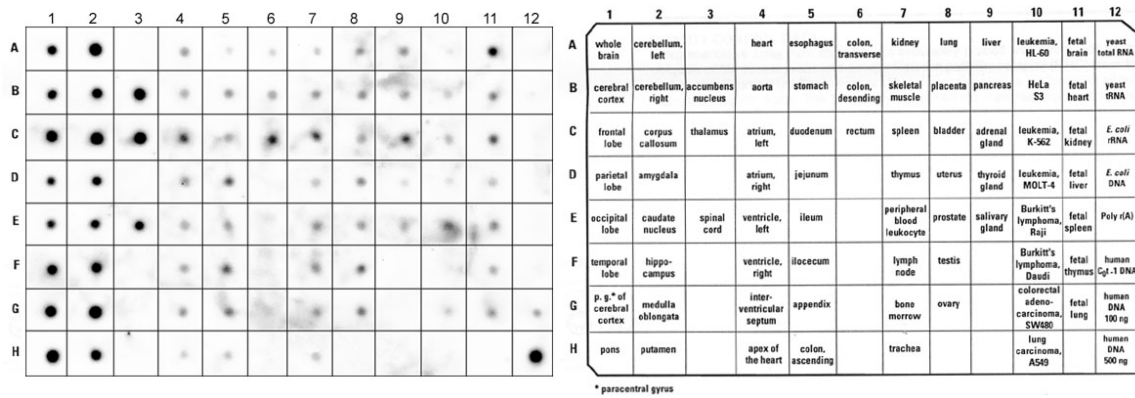 1 2 3 4 5 6 7 8 9 10 11 12
A
B
C
D
E
F
G
H
1 2 3 4 5 6 7 8 9 10 11 12
A whole brain cerebellum, left heart esophagus colon, transverse kidney lung liver leukemia, HL-60 fetal brain yeast total RNA
B cerebral cortex cerebellum, right accumbens nucleus aorta stomach colon, desending skeletal muscle placenta pancreas HeLa S3 fetal heart yeast tRNA
C frontal lobe corpus callosum thalamus atrium, left duodenum rectum spleen bladder adrenal gland leukemia, K-562 fetal kidney E. coli rRNA
D parietal lobe amygdala atrium, right jejunum thymus uterus thyroid gland leukemia, MOLT-4 fetal liver E. coli DNA
E occipital lobe caudate nucleus spinal cord ventricle, left ileum peripheral blood leukocyte prostate salivary gland Burkitt's lymphoma, Raji fetal spleen Poly r(A)
F temporal lobe hippo- campus ventricle, right ilocecum lymph node testis Burkitt's lymphoma, Daudi fetal thymus human C₀t-1 DNA
G p. g.* of cerebral cortex medulla oblongata inter- ventricular septum appendix bone morrow ovary colorectal adeno- carcinoma, SW480 fetal lung human DNA 100 ng
H pons putamen apex of the heart colon, ascending trachea lung carcinoma, A549 human DNA 500 ng
* paracentral gyrus